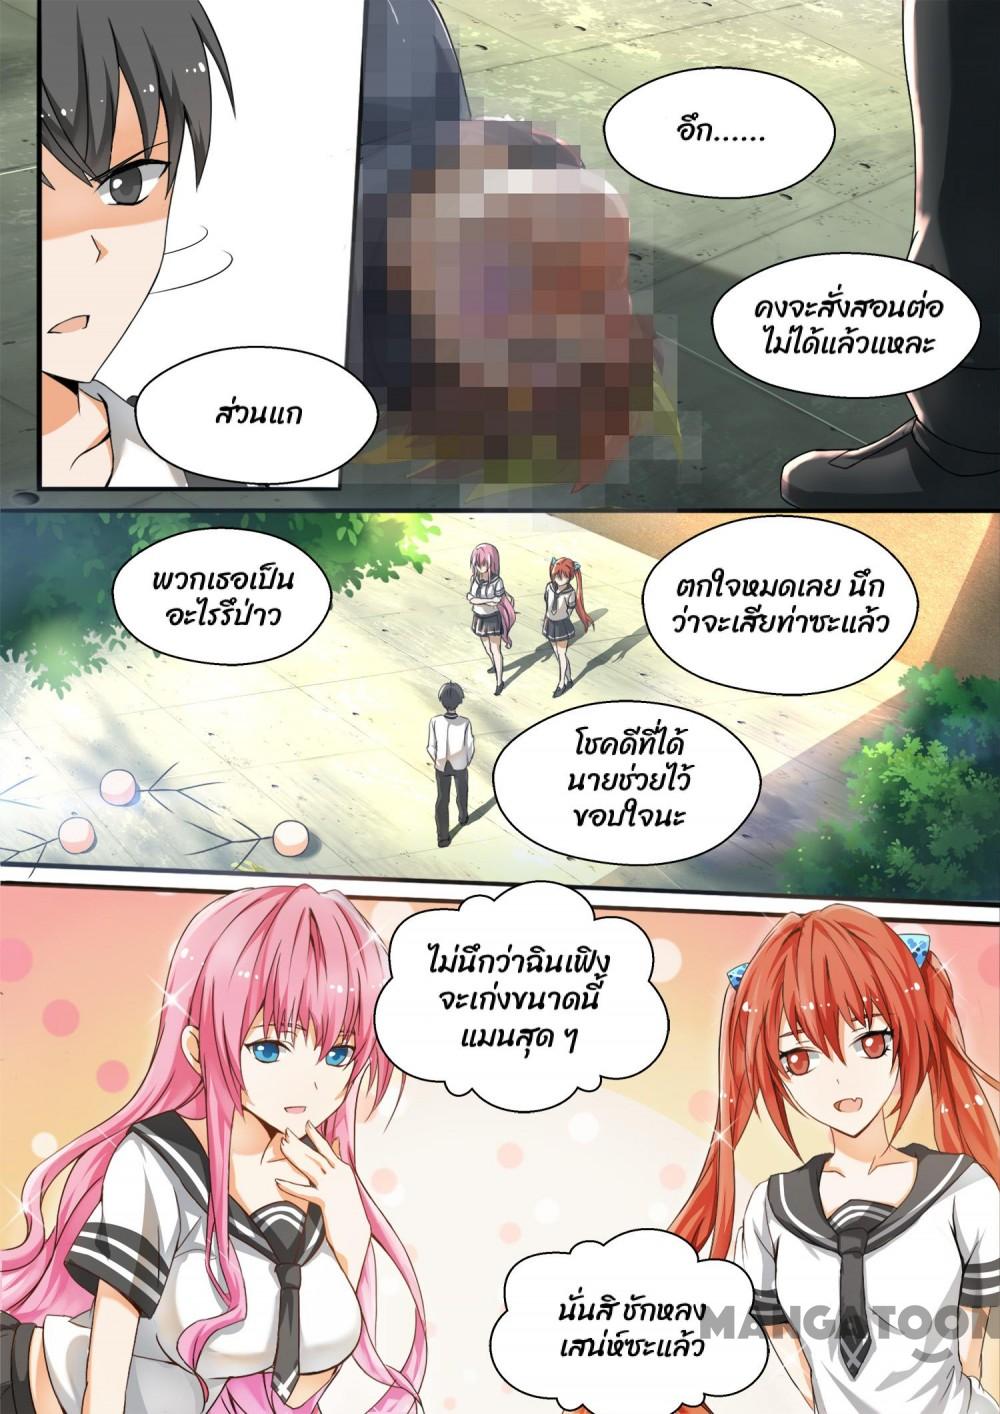 อึก......
คงจะสั่งสอนต่อ
ไม่ได้แล้วแหละ
ส่วนแก
พวกเธอเป็น
อะไรรึป่าว
ตกใจหมดเลย นึก
ว่าจะเสียท่าซะแล้ว
โชคดีที่ได้
นายช่วยไว้
ขอบใจนะ
ไม่นึกว่าฉินเฟิง
จะเก่งขนาดนี้
แมนสุด ๆ
นั่นสิ ชักหลง
เสน่ห์ซะแล้ว
MANGATOON